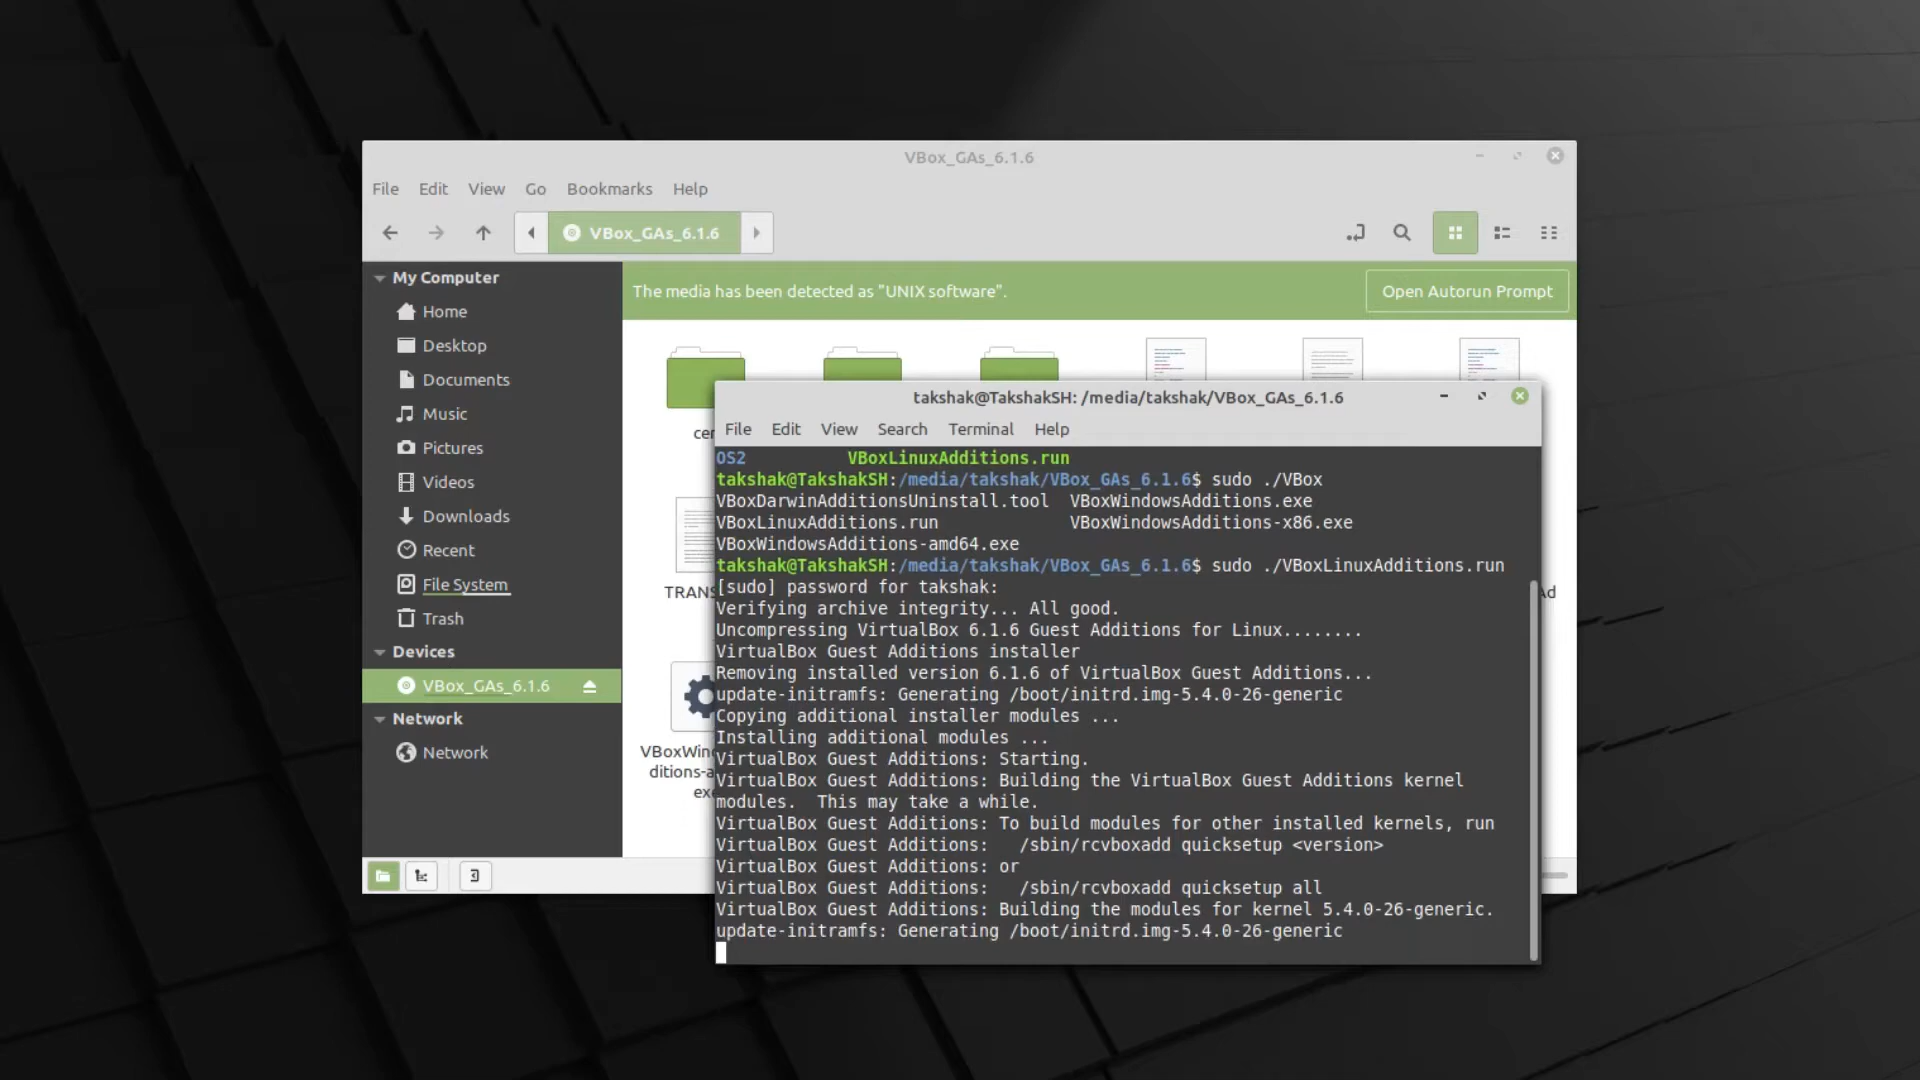 VBox_GAs_6.1.6
File Edit View Go Bookmarks Help
VBox_GAs_6.1.6
My Computer
Home
Desktop
Documents
Music
Pictures
Videos
Downloads
Recent
File System
Trash
Devices
VBox_GAs_6.1.6
Network
Network
The media has been detected as "UNIX software".
Open Autorun Prompt
cer
TRANS
Ad
VBoxWin
ditions-a
exe
takshak@TakshakSH: /media/takshak/VBox_GAs_6.1.6
File Edit View Search Terminal Help
OS2 VBoxLinuxAdditions.run
takshak@TakshakSH:/media/takshak/VBox_GAs_6.1.6$ sudo ./VBox
VBoxDarwinAdditionsUninstall.tool VBoxWindowsAdditions.exe
VBoxLinuxAdditions.run VBoxWindowsAdditions-x86.exe
VBoxWindowsAdditions-amd64.exe
takshak@TakshakSH:/media/takshak/VBox_GAs_6.1.6$ sudo ./VBoxLinuxAdditions.run
[sudo] password for takshak:
Verifying archive integrity... All good.
Uncompressing VirtualBox 6.1.6 Guest Additions for Linux........
VirtualBox Guest Additions installer
Removing installed version 6.1.6 of VirtualBox Guest Additions...
update-initramfs: Generating /boot/initrd.img-5.4.0-26-generic
Copying additional installer modules ...
Installing additional modules ...
VirtualBox Guest Additions: Starting.
VirtualBox Guest Additions: Building the VirtualBox Guest Additions kernel
modules. This may take a while.
VirtualBox Guest Additions: To build modules for other installed kernels, run
VirtualBox Guest Additions: /sbin/rcvboxadd quicksetup <version>
VirtualBox Guest Additions: or
VirtualBox Guest Additions: /sbin/rcvboxadd quicksetup all
VirtualBox Guest Additions: Building the modules for kernel 5.4.0-26-generic.
update-initramfs: Generating /boot/initrd.img-5.4.0-26-generic